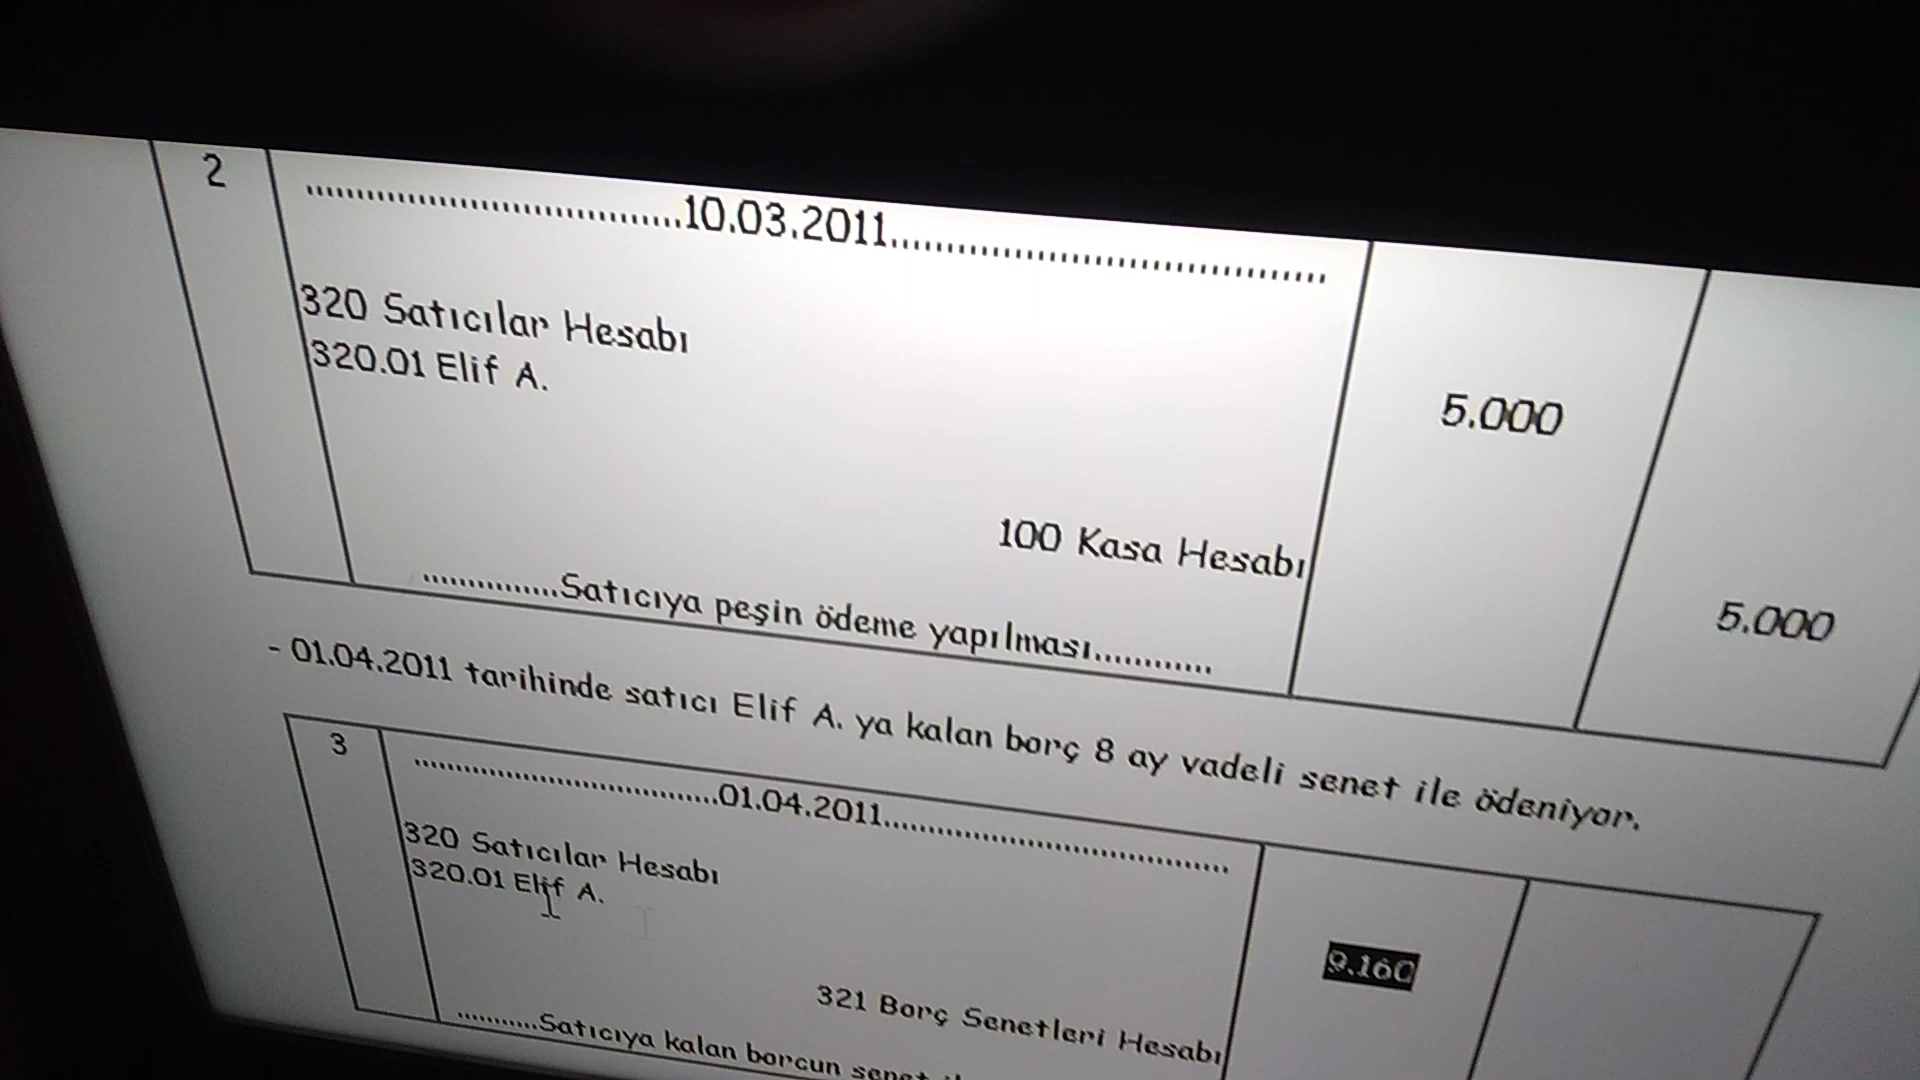 2
..................................10.03.2011..........................................
320 Satıcılar Hesabı
320.01 Elif A.
5.000
100 Kasa Hesabı
5.000
..............Satıcıya peşin ödeme yapılması............
- 01.04.2011 tarihinde satıcı Elif A. ya kalan borç 8 ay vadeli senet ile ödeniyor.
3
..................................01.04.2011.......................................
320 Satıcılar Hesabı
320.01 Elif A.
9.160
321 Borç Senetleri Hesabı
...........Satıcıya kalan borcun senet